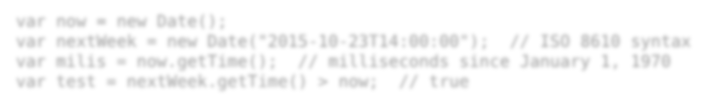 var now = new Date();
var nextWeek = new Date("2015-10-23T14:00:00");  // ISO 8610 syntax
var milis = now.getTime();  // milliseconds since January 1, 1970
var test = nextWeek.getTime() > now;  // true